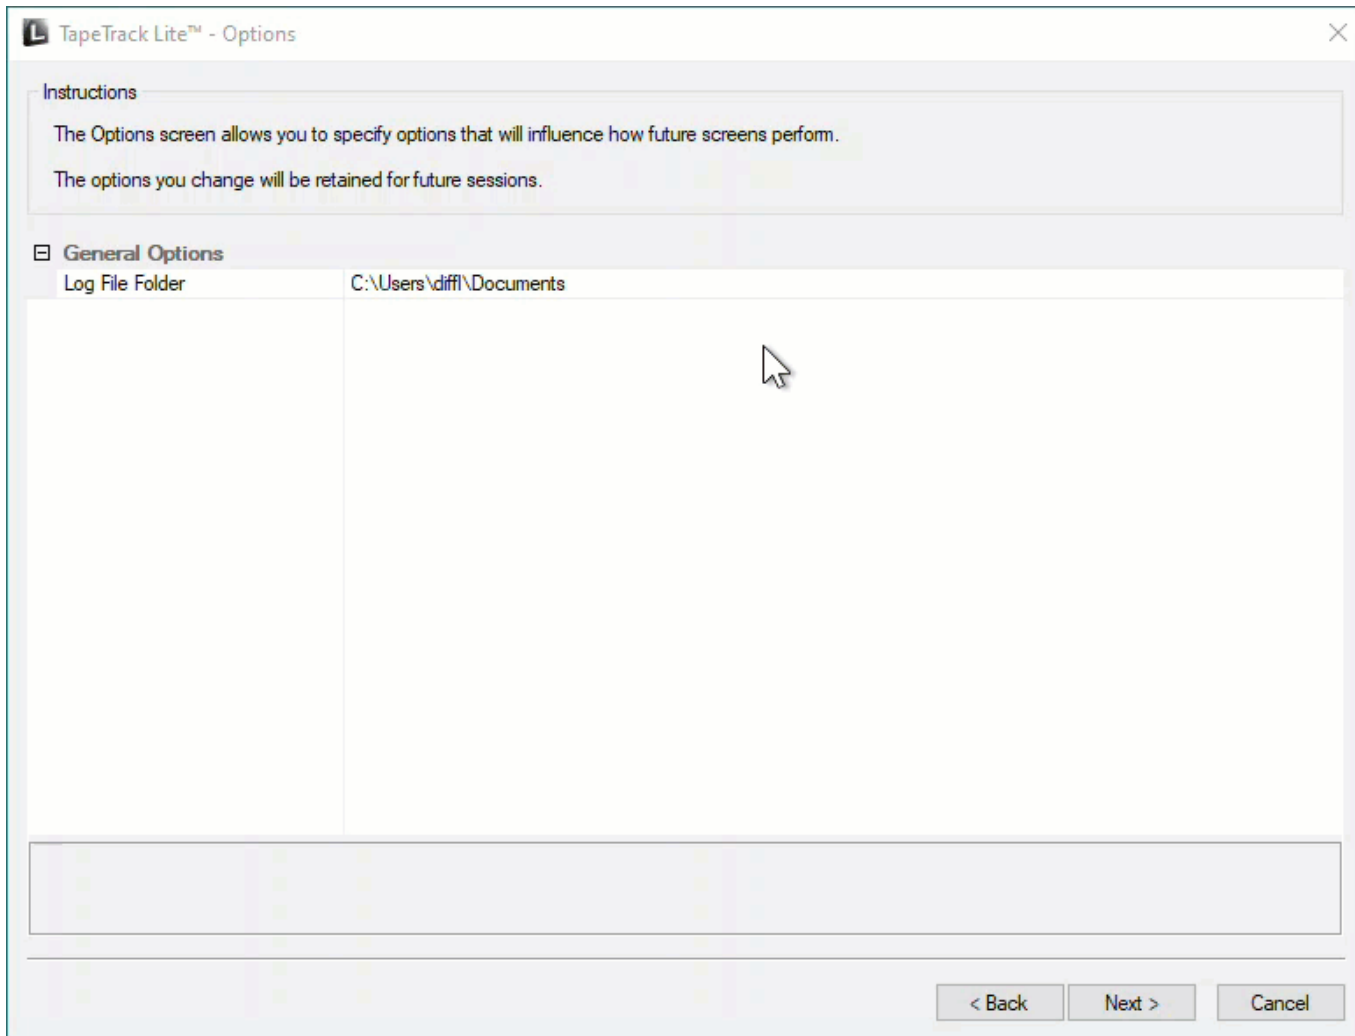 TapeTrack Lite™ - Options
Instructions
The Options screen allows you to specify options that will influence how future screens perform.
The options you change will be retained for future sessions.
General Options
Log File Folder C:\Users\diffl\Documents
< Back Next > Cancel